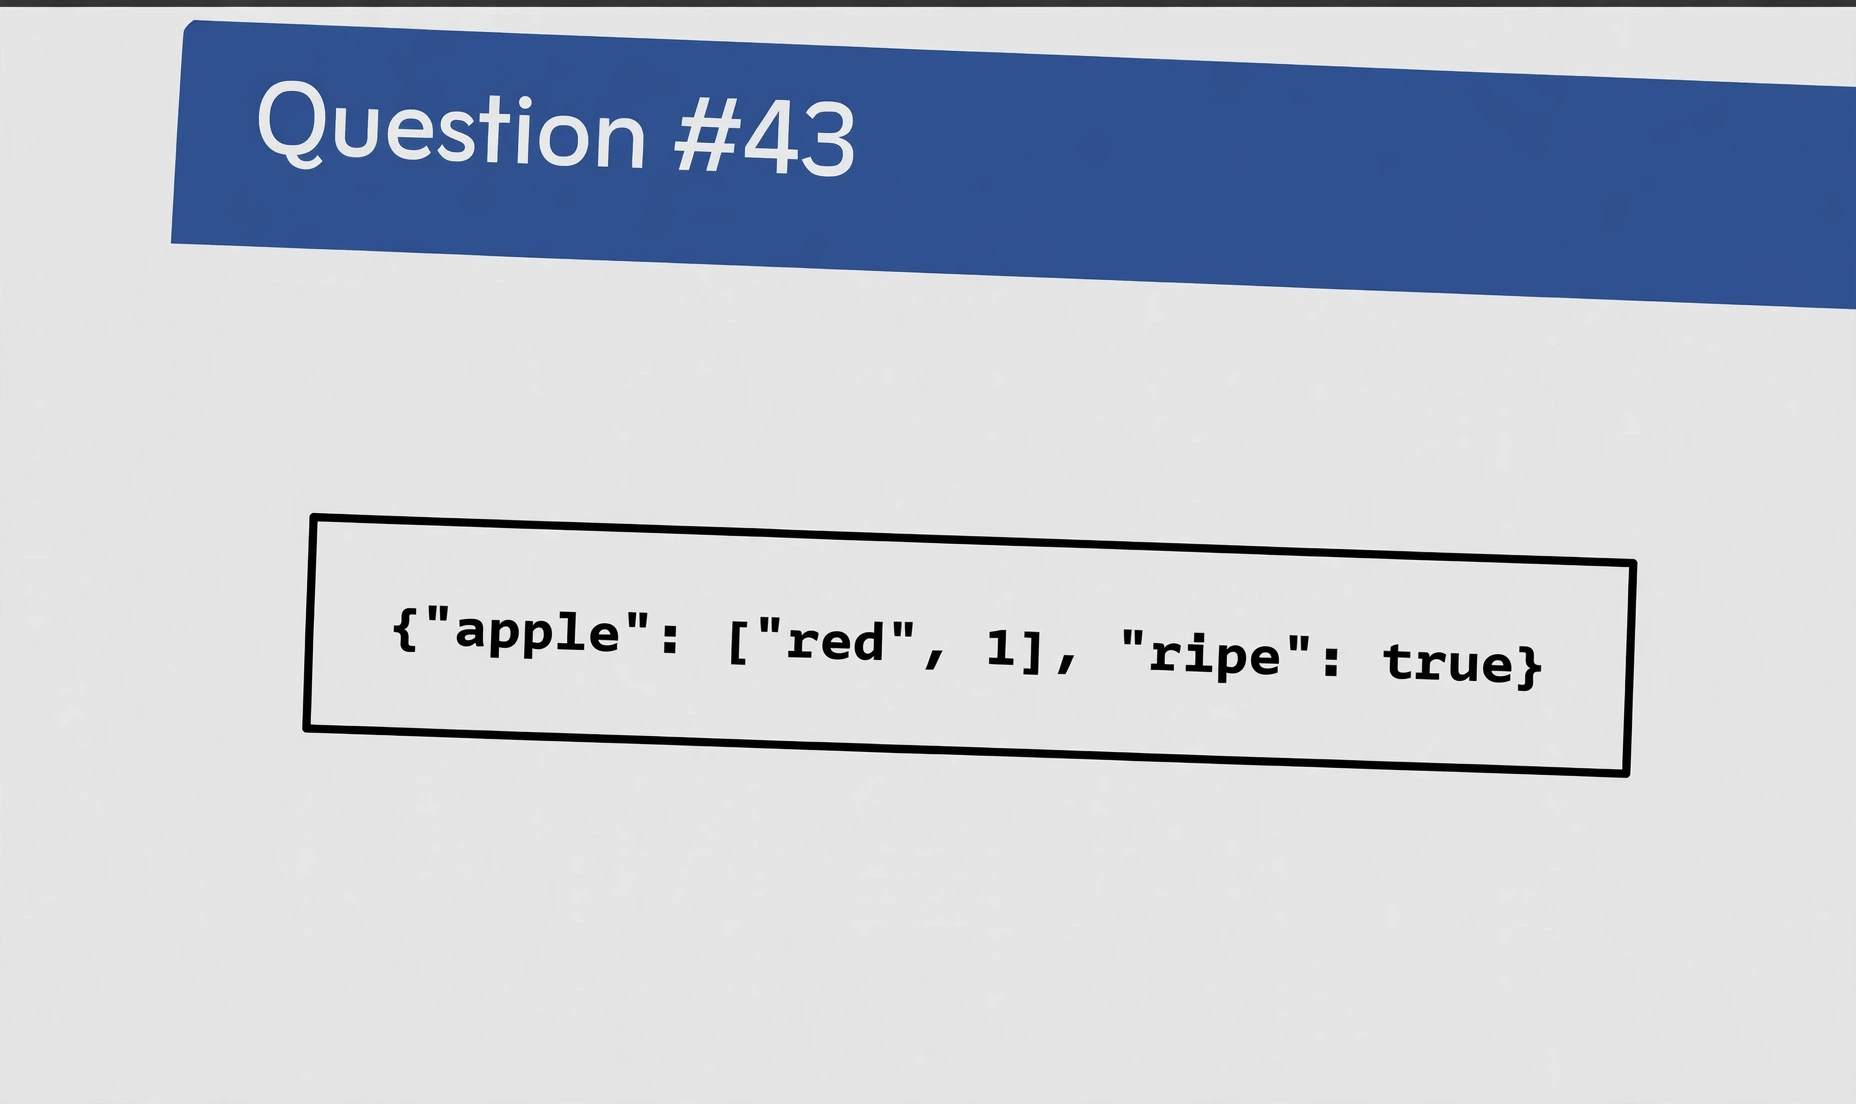 Question #43
{"apple": ["red", 1], "ripe": true}